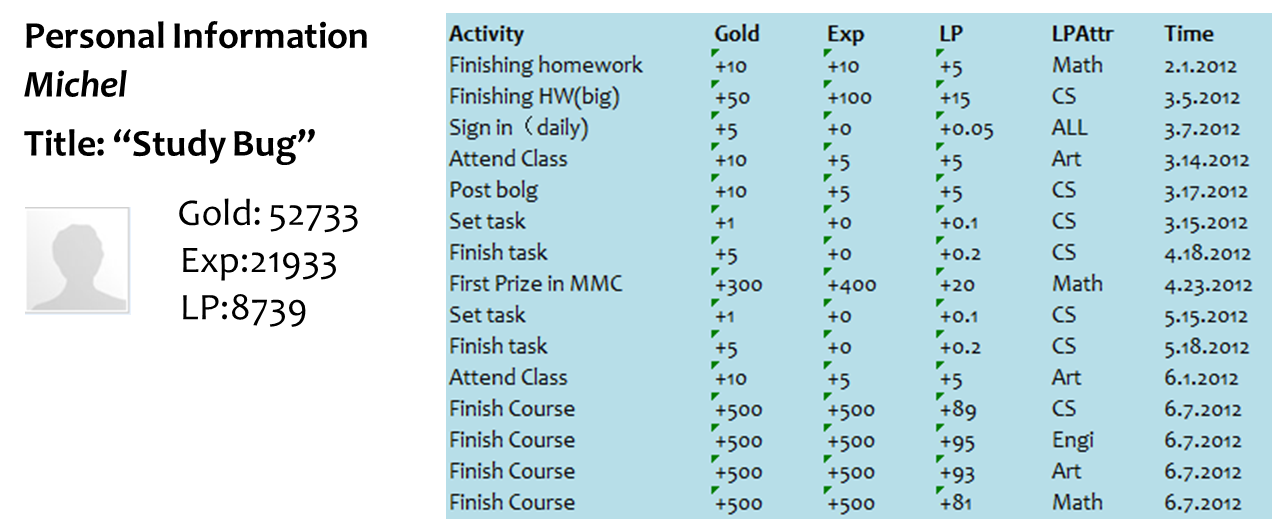 Personal Information
Michel
Title: “Study Bug”
Gold: 52733
Exp:21933
LP:8739
Activity Gold Exp LP LPAttr Time
Finishing homework +10 +10 +5 Math 2.1.2012
Finishing HW(big) +50 +100 +15 CS 3.5.2012
Sign in（daily) +5 +0 +0.05 ALL 3.7.2012
Attend Class +10 +5 +5 Art 3.14.2012
Post bolg +10 +5 +5 CS 3.17.2012
Set task +1 +0 +0.1 CS 3.15.2012
Finish task +5 +0 +0.2 CS 4.18.2012
First Prize in MMC +300 +400 +20 Math 4.23.2012
Set task +1 +0 +0.1 CS 5.15.2012
Finish task +5 +0 +0.2 CS 5.18.2012
Attend Class +10 +5 +5 Art 6.1.2012
Finish Course +500 +500 +89 CS 6.7.2012
Finish Course +500 +500 +95 Engi 6.7.2012
Finish Course +500 +500 +93 Art 6.7.2012
Finish Course +500 +500 +81 Math 6.7.2012